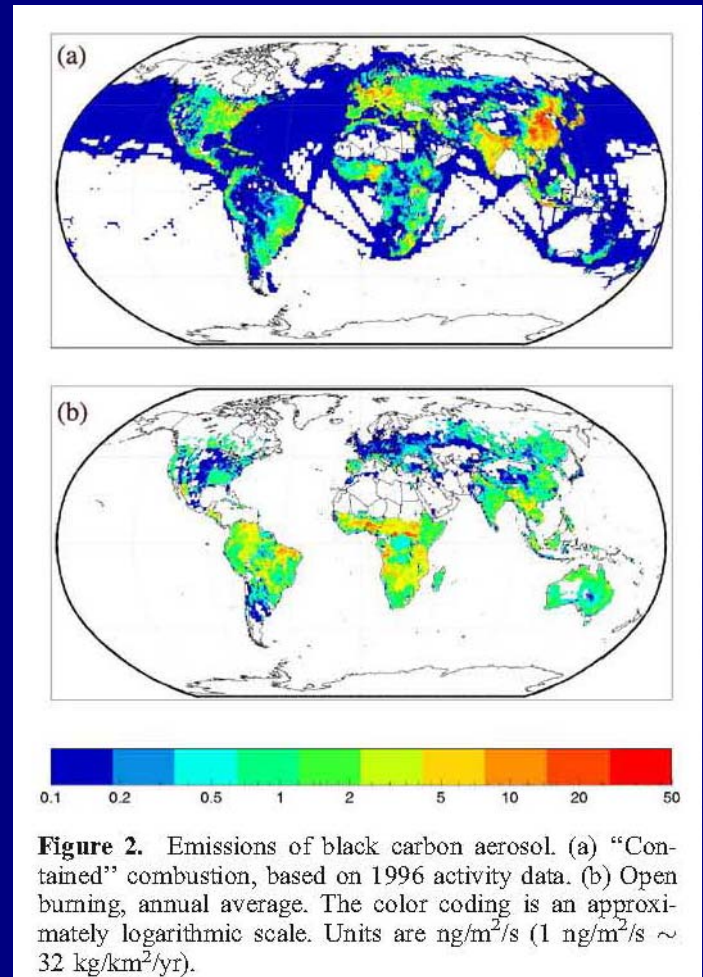 (a)
(b)
0.1 0.2 0.5 1 2 5 10 20 50
Figure 2. Emissions of black carbon aerosol. (a) “Con-
tained” combustion, based on 1996 activity data. (b) Open
burning, annual average. The color coding is an approxi-
mately logarithmic scale. Units are ng/m²/s (1 ng/m²/s ~
32 kg/km²/yr).